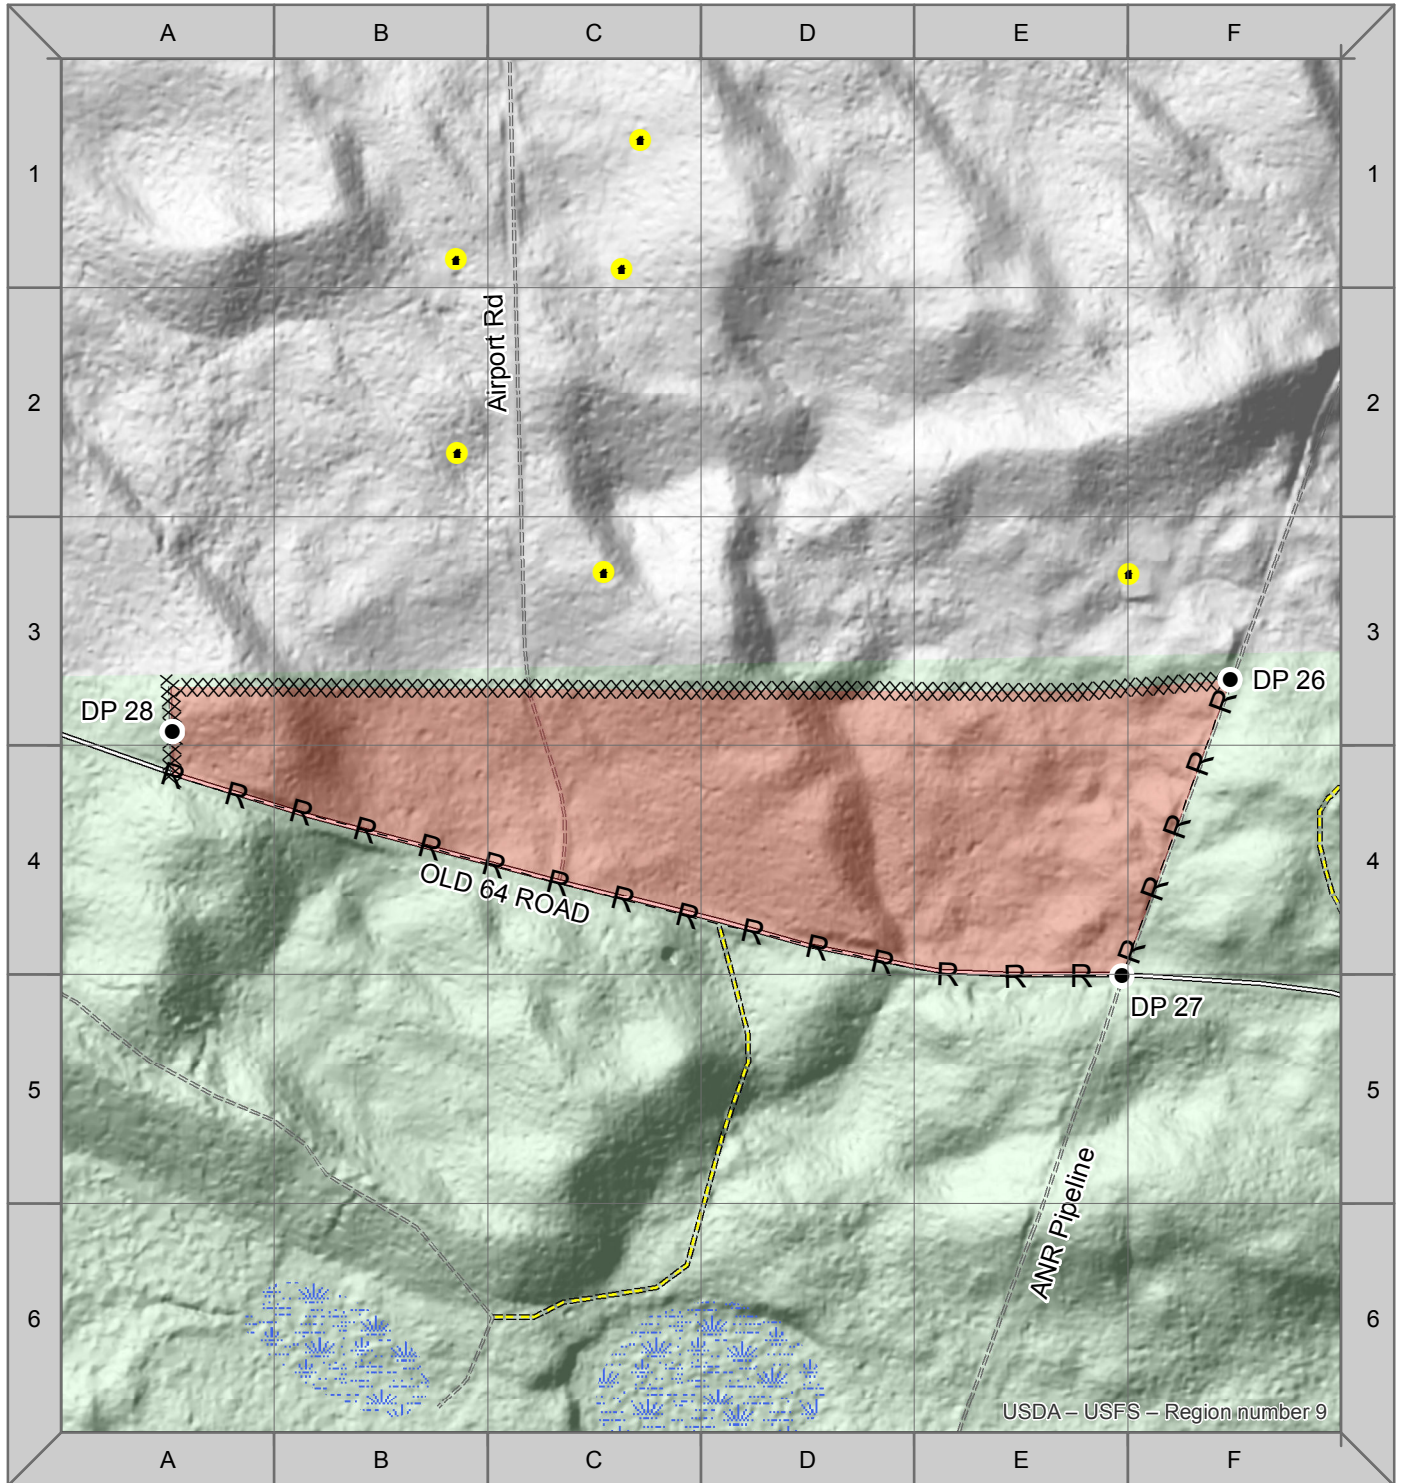 A B C D E F
1 1
Airport Rd
2 2
3 3
DP 26
DP 28
R R R R R R R R R R R R R R R R R R R R
4 4
OLD 64 ROAD
DP 27
5 5
ANR Pipeline
6 6
USDA – USFS – Region number 9
A B C D E F